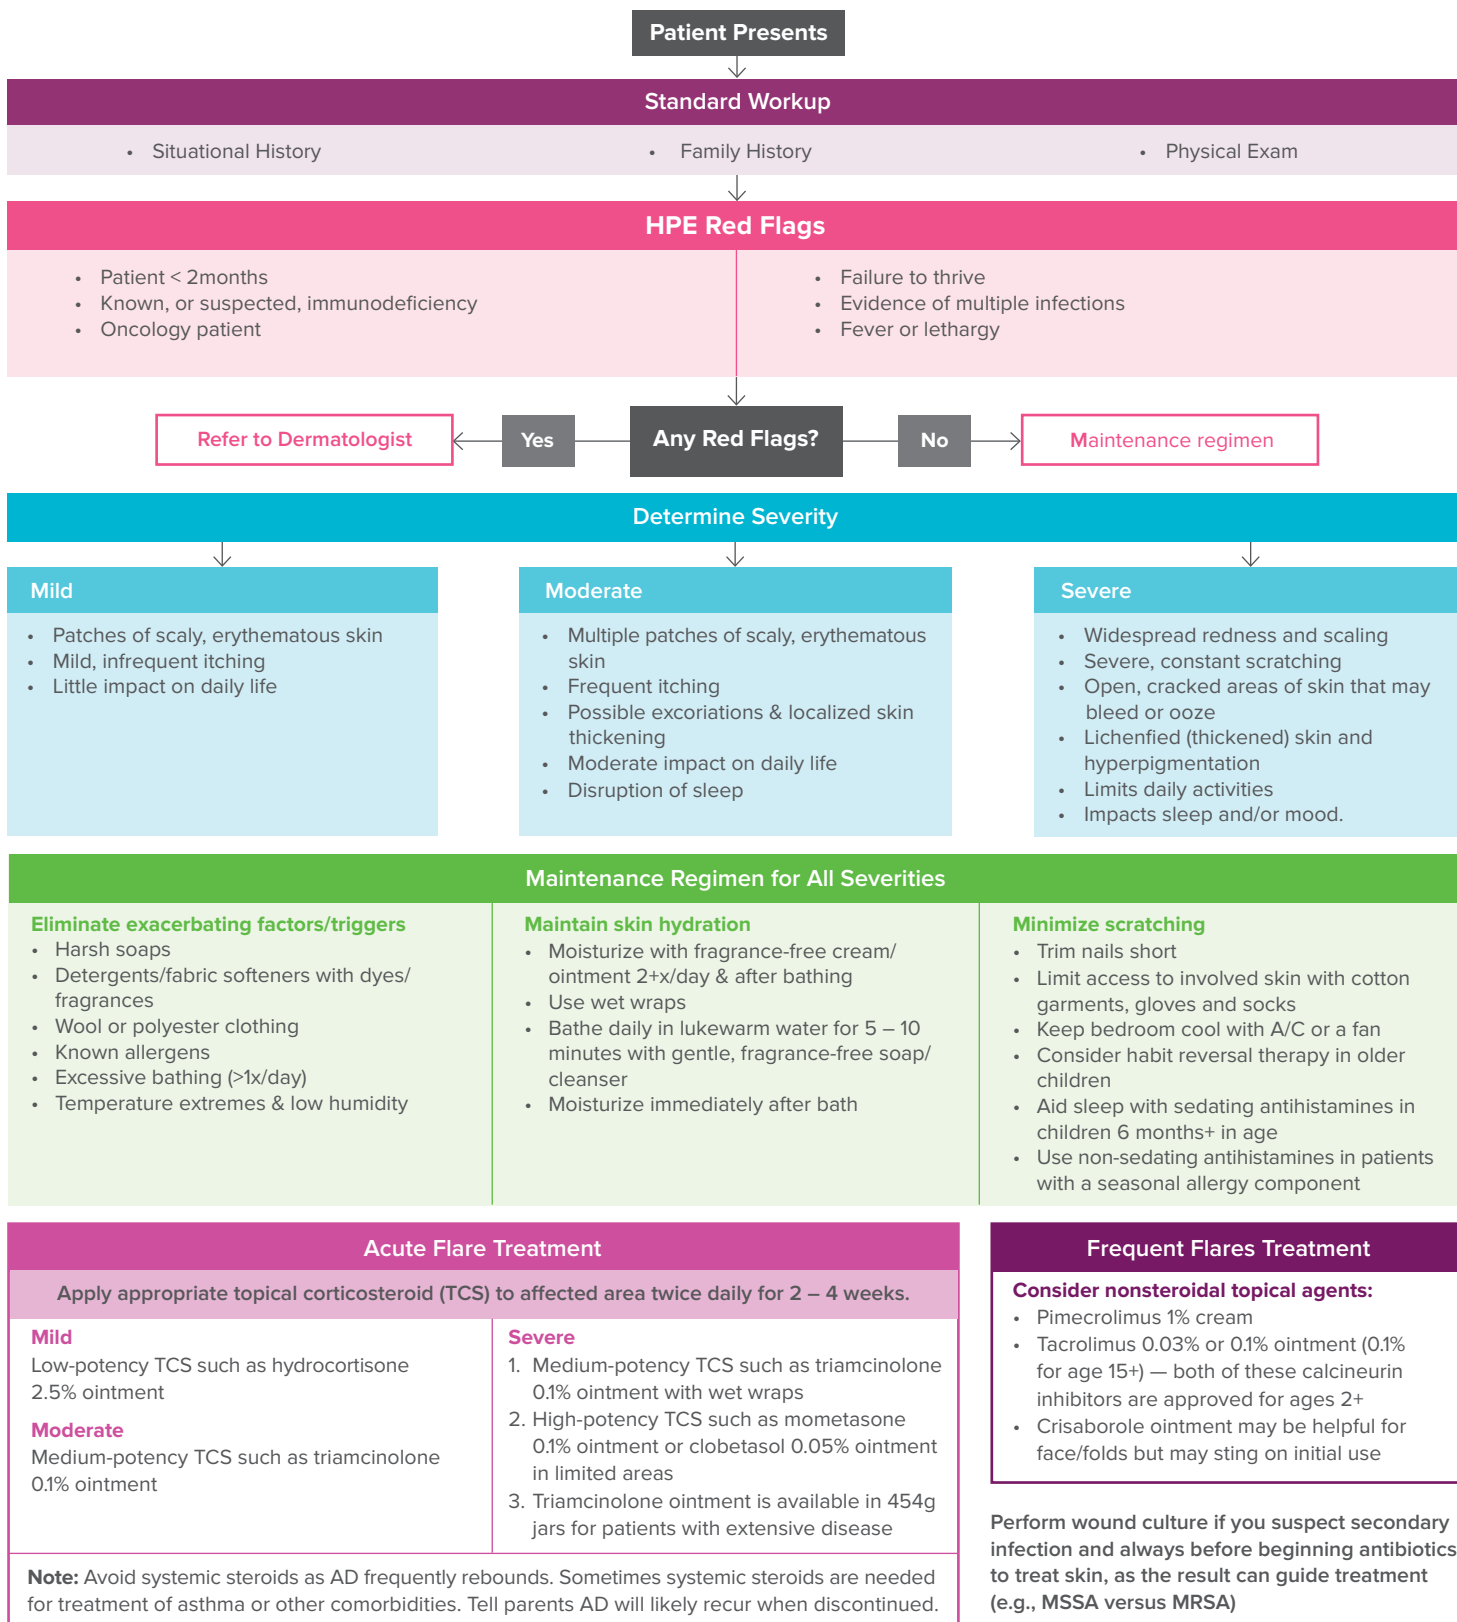 Patient Presents
Standard Workup
• Situational History
• Family History
• Physical Exam
HPE Red Flags
• Patient < 2months
• Known, or suspected, immunodeficiency
• Oncology patient
• Failure to thrive
• Evidence of multiple infections
• Fever or lethargy
Refer to Dermatologist
Yes
Any Red Flags?
No
Maintenance regimen
Determine Severity
Mild
• Patches of scaly, erythematous skin
• Mild, infrequent itching
• Little impact on daily life
Moderate
• Multiple patches of scaly, erythematous
skin
• Frequent itching
• Possible excoriations & localized skin
thickening
• Moderate impact on daily life
• Disruption of sleep
Severe
• Widespread redness and scaling
• Severe, constant scratching
• Open, cracked areas of skin that may
bleed or ooze
• Lichenfied (thickened) skin and
hyperpigmentation
• Limits daily activities
• Impacts sleep and/or mood.
Maintenance Regimen for All Severities
Eliminate exacerbating factors/triggers
• Harsh soaps
• Detergents/fabric softeners with dyes/
fragrances
• Wool or polyester clothing
• Known allergens
• Excessive bathing (>1x/day)
• Temperature extremes & low humidity
Maintain skin hydration
• Moisturize with fragrance-free cream/
ointment 2+x/day & after bathing
• Use wet wraps
• Bathe daily in lukewarm water for 5 – 10
minutes with gentle, fragrance-free soap/
cleanser
• Moisturize immediately after bath
Minimize scratching
• Trim nails short
• Limit access to involved skin with cotton
garments, gloves and socks
• Keep bedroom cool with A/C or a fan
• Consider habit reversal therapy in older
children
• Aid sleep with sedating antihistamines in
children 6 months+ in age
• Use non-sedating antihistamines in patients
with a seasonal allergy component
Acute Flare Treatment
Apply appropriate topical corticosteroid (TCS) to affected area twice daily for 2 – 4 weeks.
Mild
Low-potency TCS such as hydrocortisone
2.5% ointment
Moderate
Medium-potency TCS such as triamcinolone
0.1% ointment
Severe
1. Medium-potency TCS such as triamcinolone
0.1% ointment with wet wraps
2. High-potency TCS such as mometasone
0.1% ointment or clobetasol 0.05% ointment
in limited areas
3. Triamcinolone ointment is available in 454g
jars for patients with extensive disease
Note: Avoid systemic steroids as AD frequently rebounds. Sometimes systemic steroids are needed
for treatment of asthma or other comorbidities. Tell parents AD will likely recur when discontinued.
Frequent Flares Treatment
Consider nonsteroidal topical agents:
• Pimecrolimus 1% cream
• Tacrolimus 0.03% or 0.1% ointment (0.1%
for age 15+) — both of these calcineurin
inhibitors are approved for ages 2+
• Crisaborole ointment may be helpful for
face/folds but may sting on initial use
Perform wound culture if you suspect secondary
infection and always before beginning antibiotics
to treat skin, as the result can guide treatment
(e.g., MSSA versus MRSA)